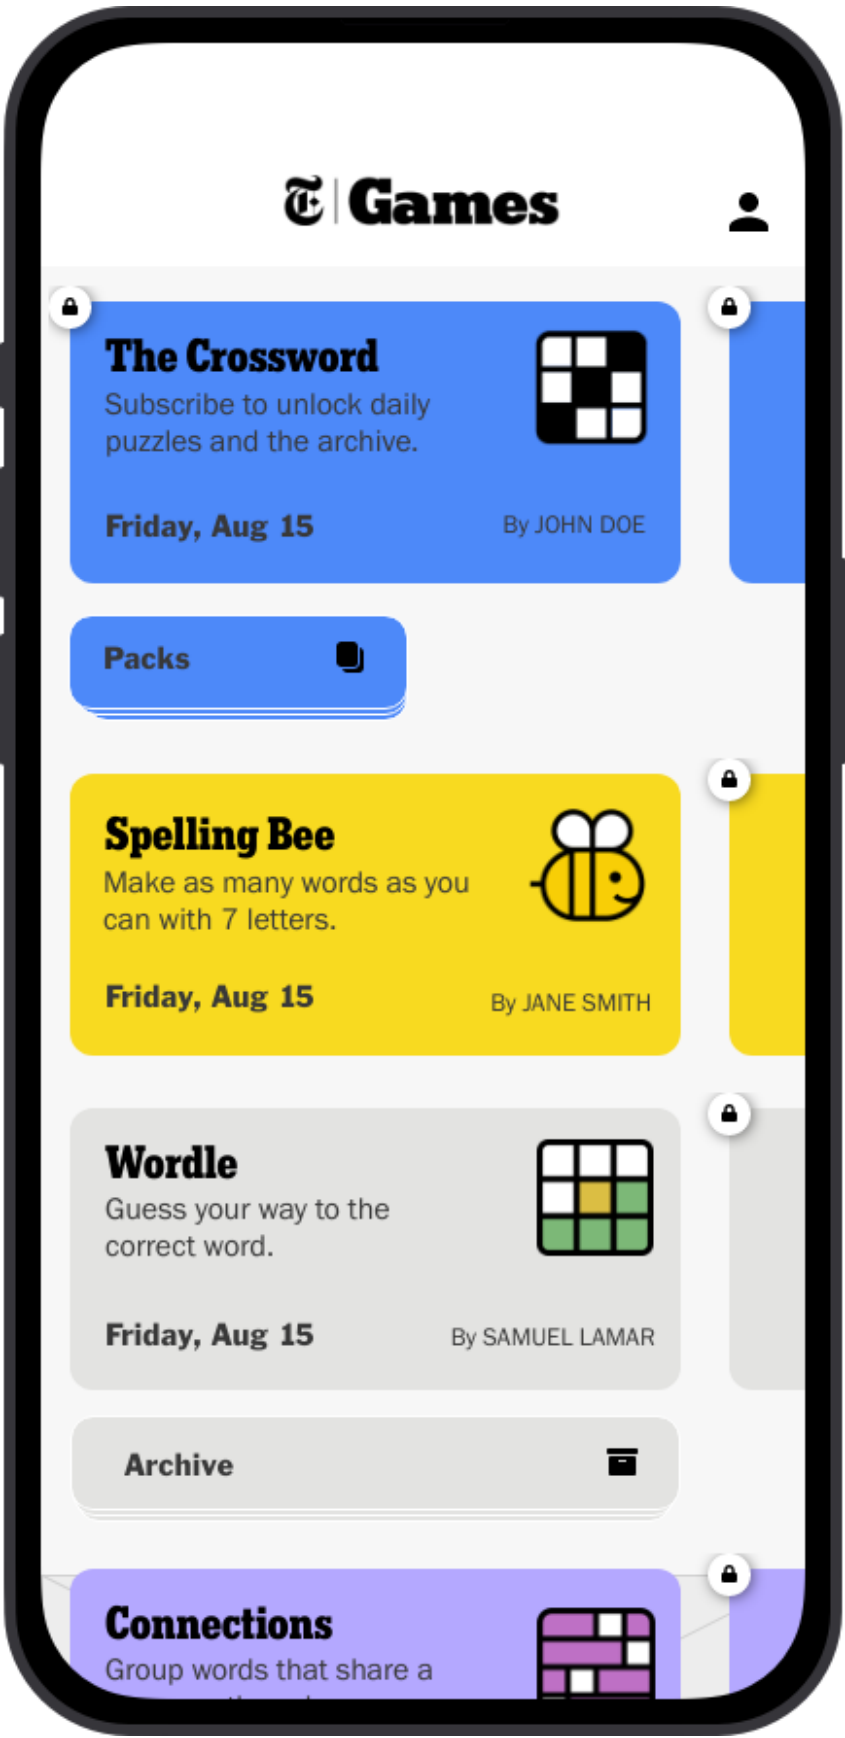 T Games
The Crossword
Subscribe to unlock daily
puzzles and the archive.
Friday, Aug 15
By JOHN DOE
Packs
Spelling Bee
Make as many words as you
can with 7 letters.
Friday, Aug 15
By JANE SMITH
Wordle
Guess your way to the
correct word.
Friday, Aug 15
By SAMUEL LAMAR
Archive
Connections
Group words that share a